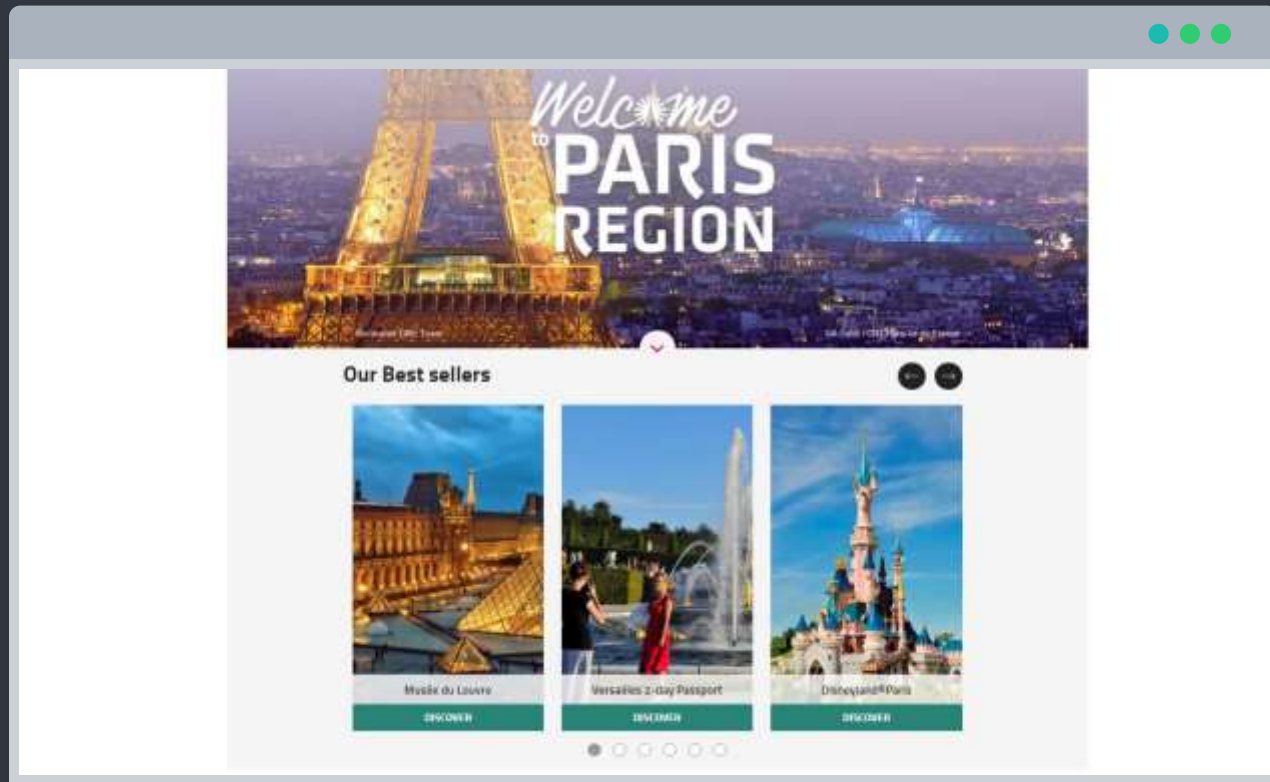 Welcome
to
PARIS
REGION
Our Best sellers
Musée du Louvre
Versailles 2-day Passport
Disneyland® Paris
DISCOVER
DISCOVER
DISCOVER